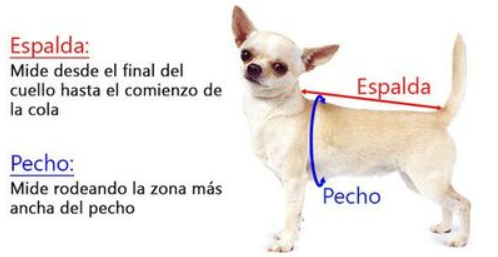 Espalda:
Mide desde el final del
cuello hasta el comienzo de
la cola
Pecho:
Mide rodeando la zona más
ancha del pecho
Espalda
Pecho